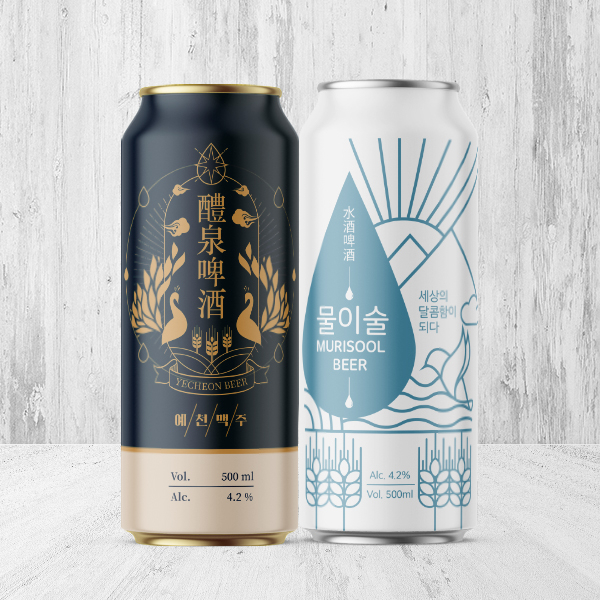 醴泉啤酒
YECHEON BEER
예/천/맥/주
Vol. 500 ml
Alc. 4.2 %
水酒啤酒
물이술
MURISOOL
BEER
세상의
달콤함이
되다
Alc. 4.2%
Vol. 500ml